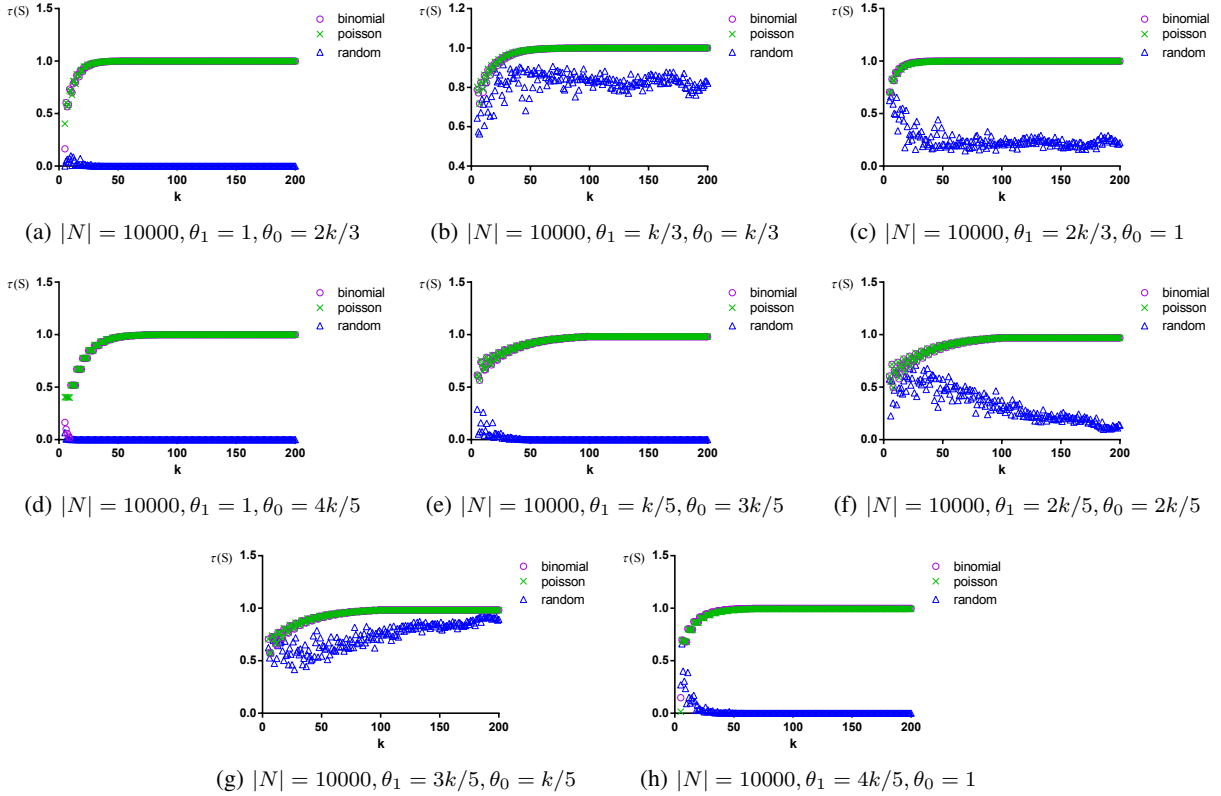 τ(S)
1.5
1.0
0.5
0.0
0 50 100 150 200
k
binomial
poisson
random
(a) |N| = 10000, θ₁ = 1, θ₀ = 2k/3
τ(S)
1.2
1.0
0.8
0.6
0.4
0 50 100 150 200
k
binomial
poisson
random
(b) |N| = 10000, θ₁ = k/3, θ₀ = k/3
τ(S)
1.5
1.0
0.5
0.0
0 50 100 150 200
k
binomial
poisson
random
(c) |N| = 10000, θ₁ = 2k/3, θ₀ = 1
τ(S)
1.5
1.0
0.5
0.0
0 50 100 150 200
k
binomial
poisson
random
(d) |N| = 10000, θ₁ = 1, θ₀ = 4k/5
τ(S)
1.5
1.0
0.5
0.0
0 50 100 150 200
k
binomial
poisson
random
(e) |N| = 10000, θ₁ = k/5, θ₀ = 3k/5
τ(S)
1.5
1.0
0.5
0.0
0 50 100 150 200
k
binomial
poisson
random
(f) |N| = 10000, θ₁ = 2k/5, θ₀ = 2k/5
τ(S)
1.5
1.0
0.5
0.0
0 50 100 150 200
k
binomial
poisson
random
(g) |N| = 10000, θ₁ = 3k/5, θ₀ = k/5
τ(S)
1.5
1.0
0.5
0.0
0 50 100 150 200
k
binomial
poisson
random
(h) |N| = 10000, θ₁ = 4k/5, θ₀ = 1